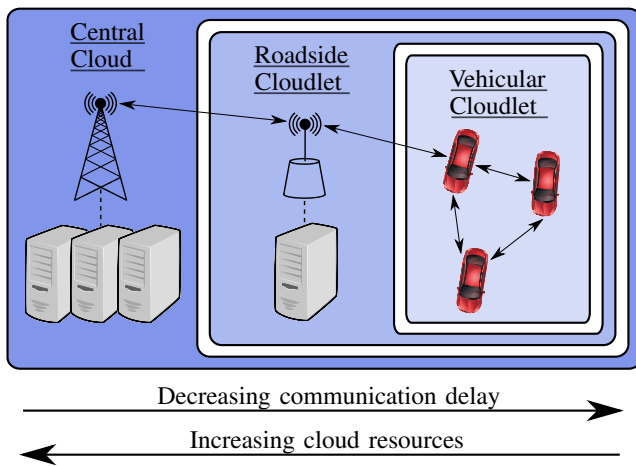 Central
Cloud
Roadside
Cloudlet
Vehicular
Cloudlet
Decreasing communication delay
Increasing cloud resources